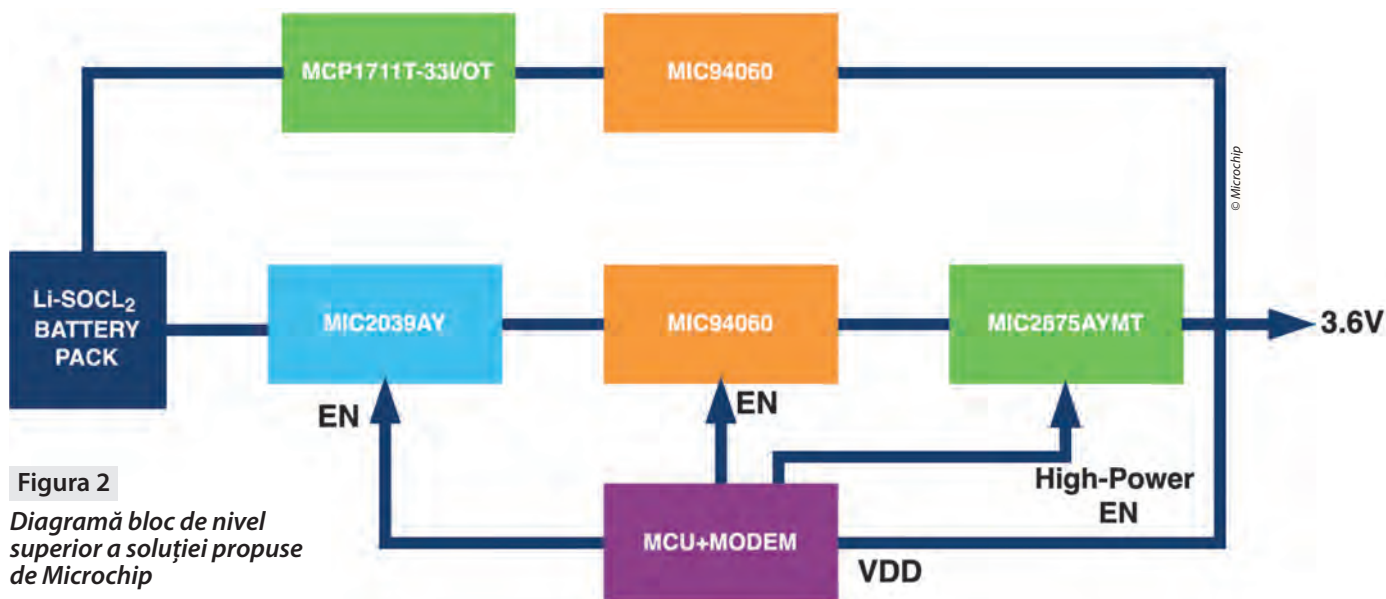 MCP1711T-33I/OT
MIC94060
© Microchip
Li-SOCL₂
BATTERY
PACK
MIC2039AY
MIC94060
MIC2875AYMT
3.6V
EN
EN
High-Power
EN
MCU+MODEM
VDD
Figura 2
Diagramă bloc de nivel
superior a soluției propuse
de Microchip